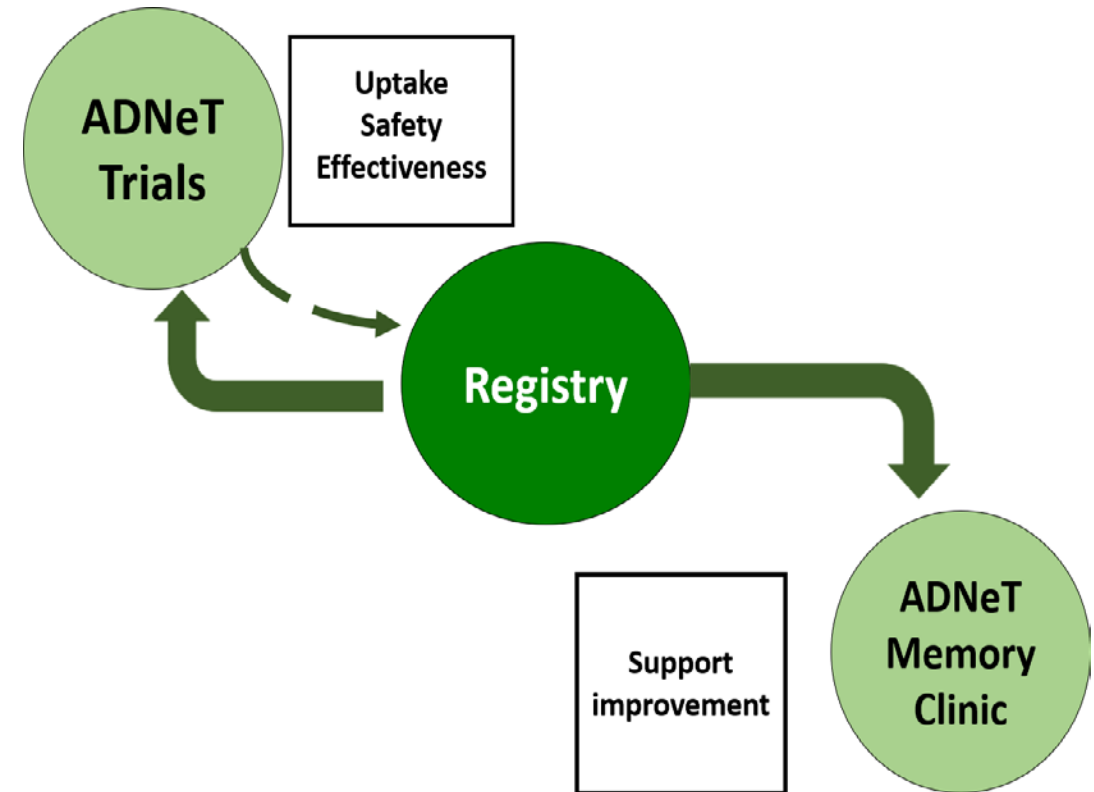 ADNeT
Trials
Uptake
Safety
Effectiveness
Registry
Support
improvement
ADNeT
Memory
Clinic